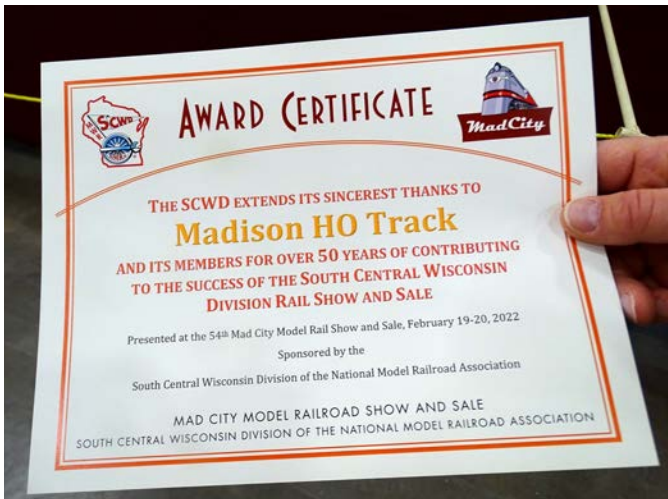 SCWD
AWARD CERTIFICATE
MadCity
THE SCWD EXTENDS ITS SINCEREST THANKS TO
Madison HO Track
AND ITS MEMBERS FOR OVER 50 YEARS OF CONTRIBUTING
TO THE SUCCESS OF THE SOUTH CENTRAL WISCONSIN
DIVISION RAIL SHOW AND SALE
Presented at the 54th Mad City Model Rail Show and Sale, February 19-20, 2022
Sponsored by the
South Central Wisconsin Division of the National Model Railroad Association
MAD CITY MODEL RAILROAD SHOW AND SALE
SOUTH CENTRAL WISCONSIN DIVISION OF THE NATIONAL MODEL RAILROAD ASSOCIATION